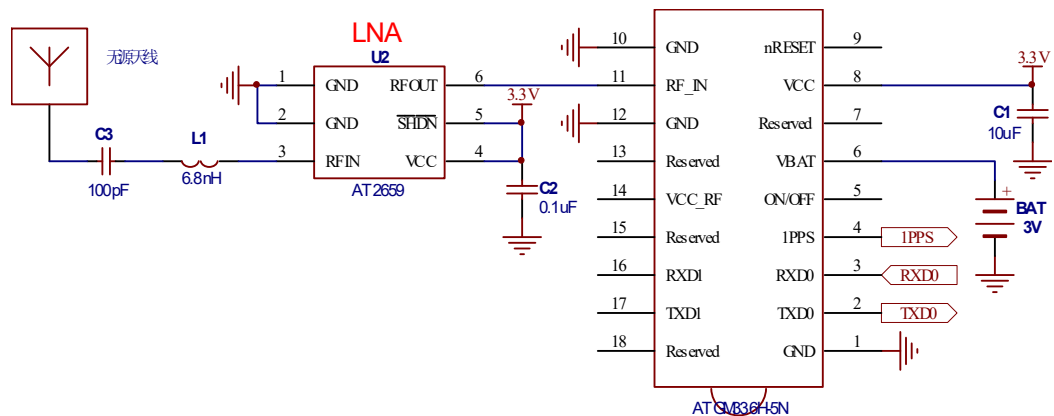 无源天线
C3
100pF
L1
6.8nH
LNA
U2
1 GND RFOUT 6
2 GND SHDN 5
3 RFIN VCC 4
AT2659
3.3V
C2
0.1uF
10 GND nRESET 9
11 RF_IN VCC 8
12 GND Reserved 7
13 Reserved VBAT 6
14 VCC_RF ON/OFF 5
15 Reserved 1PPS 4 1PPS
16 RXD1 RXD0 3 RXD0
17 TXD1 TXD0 2 TXD0
18 Reserved GND 1
ATGM336H-5N
3.3V
C1
10uF
+
BAT
3V